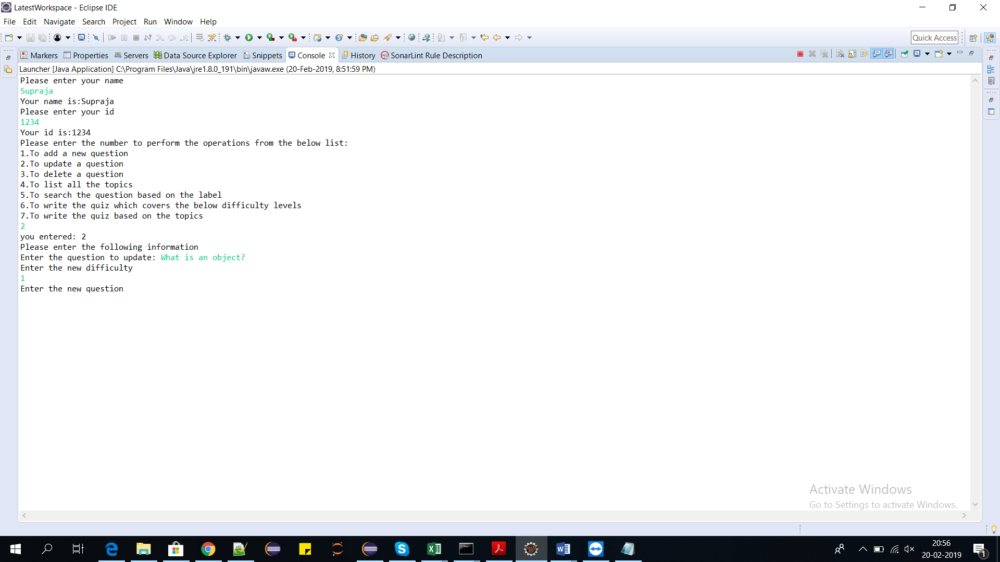 LatestWorkspace - Eclipse IDE
File Edit Navigate Search Project Run Window Help
Quick Access
Markers Properties Servers Data Source Explorer Snippets Console History SonarLint Rule Description
Launcher [Java Application] C:\Program Files\Java\jre1.8.0_191\bin\javaw.exe (20-Feb-2019, 8:51:59 PM)
Please enter your name
Supraja
Your name is:Supraja
Please enter your id
1234
Your id is:1234
Please enter the number to perform the operations from the below list:
1.To add a new question
2.To update a question
3.To delete a question
4.To list all the topics
5.To search the question based on the label
6.To write the quiz which covers the below difficulty levels
7.To write the quiz based on the topics
2
you entered: 2
Please enter the following information
Enter the question to update: What is an object?
Enter the new difficulty
1
Enter the new question
Activate Windows
Go to Settings to activate Windows.
20:56
20-02-2019
1